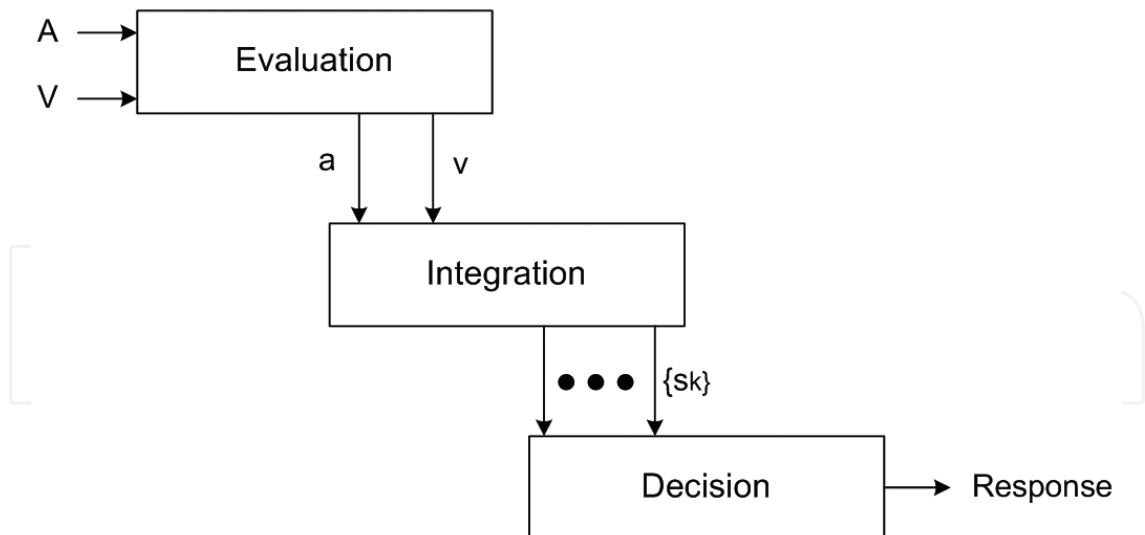 A
Evaluation
V
a
v
Integration
{sk}
Decision
Response